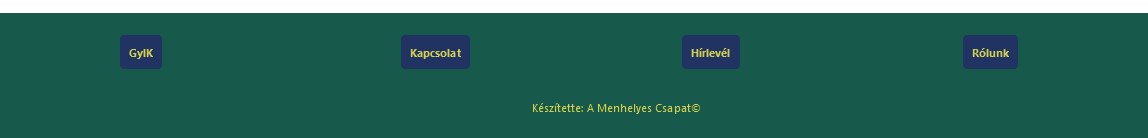 GyIK
Kapcsolat
Hírlevél
Rólunk
Készítette: A Menhelyes Csapat©